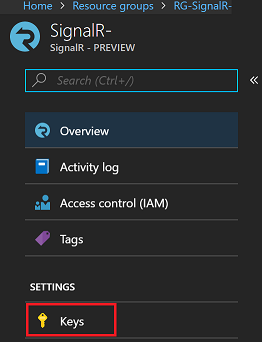 Home > Resource groups > RG-SignalR-
SignalR-
SignalR - PREVIEW
Search (Ctrl+/)
Overview
Activity log
Access control (IAM)
Tags
SETTINGS
Keys